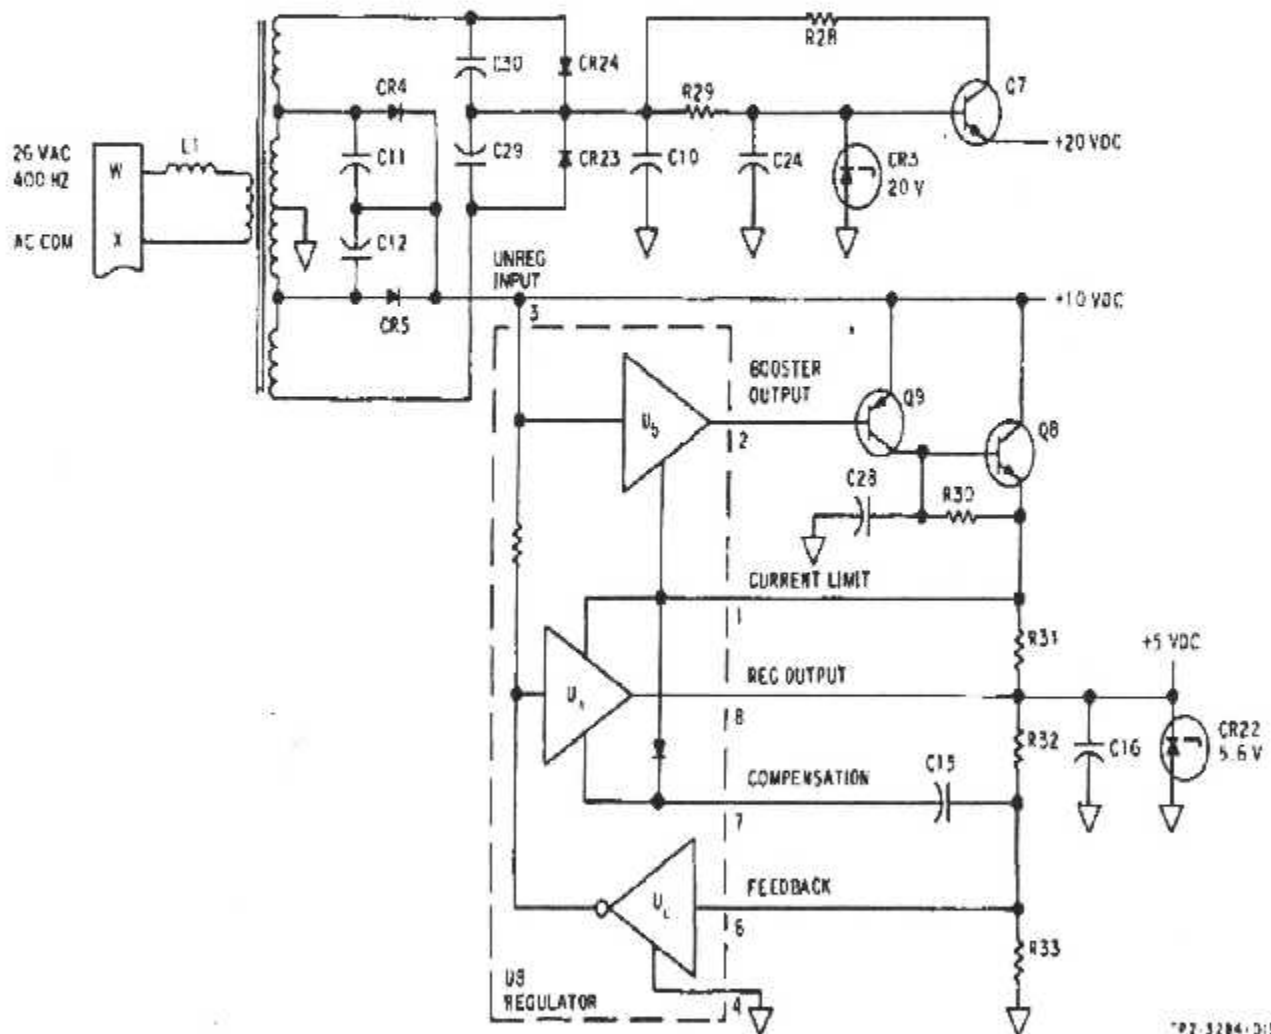 R28
C30
CR24
Q7
CR4
R29
26 VAC
400 HZ
L1
W
C11
C29
CR23
C10
C24
CR3
20 V
+20 VDC
AC COM
X
C12
UNREG
INPUT
3
CR5
+10 VDC
BOOSTER
OUTPUT
Q9
Q8
2
C28
R30
CURRENT LIMIT
1
R31
+5 VDC
REG OUTPUT
8
R32
C16
CR22
5.6 V
COMPENSATION
C15
7
FEEDBACK
6
R33
U8
REGULATOR
4